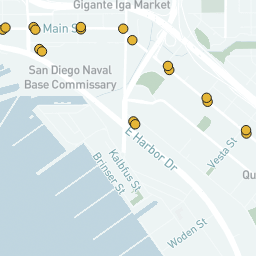 Gigante Iga Market
Main St
San Diego Naval
Base Commissary
E Harbor Dr
Kalbfus St
Brinser St
Vesta St
Qu
Woden St